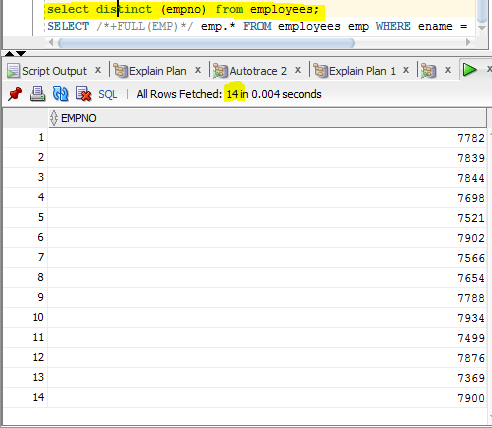 select distinct (empno) from employees;
SELECT /*+FULL(EMP)*/ emp.* FROM employees emp WHERE ename =
Script Output x Explain Plan x Autotrace 2 x Explain Plan 1 x
SQL | All Rows Fetched: 14 in 0.004 seconds
EMPNO
1 7782
2 7839
3 7844
4 7698
5 7521
6 7902
7 7566
8 7654
9 7788
10 7934
11 7499
12 7876
13 7369
14 7900